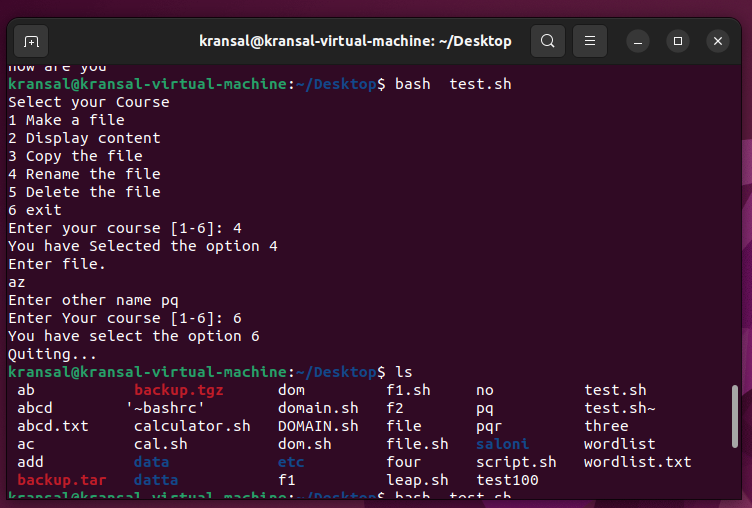 kransal@kransal-virtual-machine: ~/Desktop
how are you
kransal@kransal-virtual-machine:~/Desktop$ bash  test.sh
Select your Course
1 Make a file
2 Display content
3 Copy the file
4 Rename the file
5 Delete the file
6 exit
Enter your course [1-6]: 4
You have Selected the option 4
Enter file.
az
Enter other name pq
Enter Your course [1-6]: 6
You have select the option 6
Quiting...
kransal@kransal-virtual-machine:~/Desktop$ ls
ab backup.tgz dom f1.sh no test.sh
abcd '~bashrc' domain.sh f2 pq test.sh~
abcd.txt calculator.sh DOMAIN.sh file pqr three
ac cal.sh dom.sh file.sh saloni wordlist
add data etc four script.sh wordlist.txt
backup.tar datta f1 leap.sh test100
kransal@kransal-virtual-machine:~/Desktop$ bash  test.sh